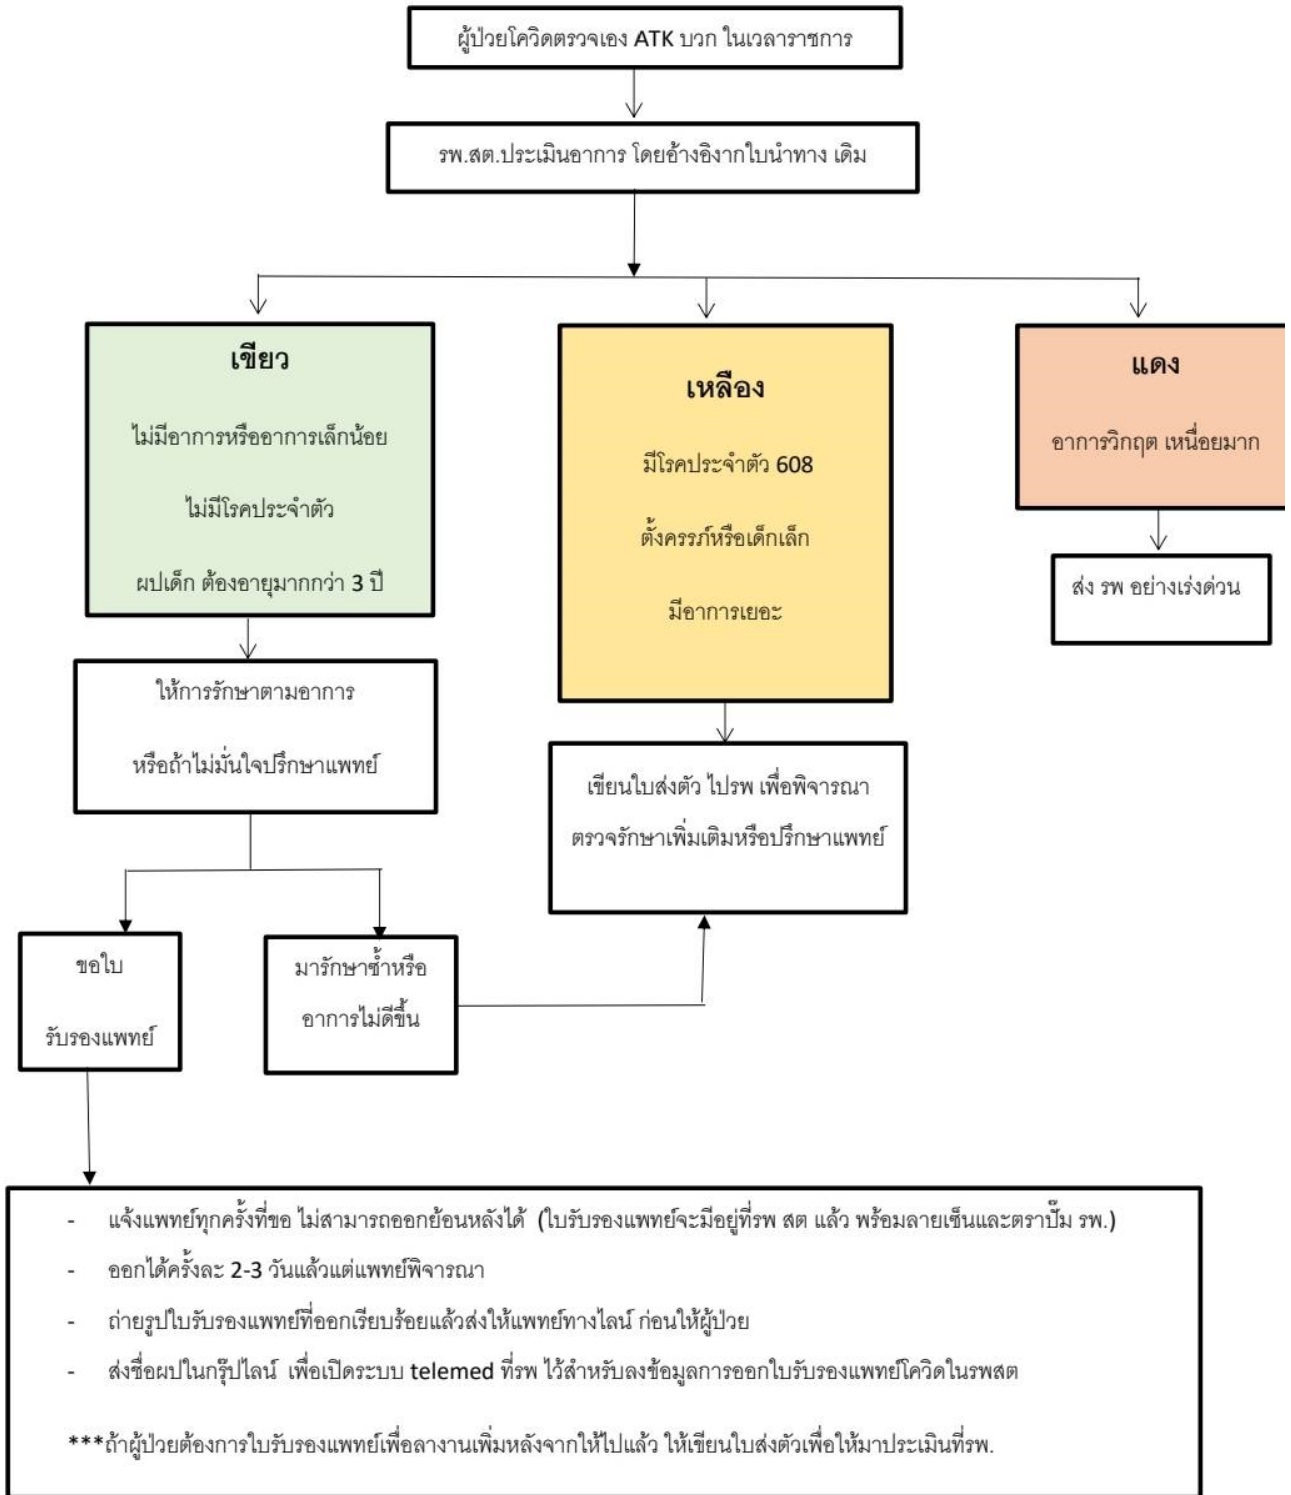 ผู้ป่วยโควิดตรวจเอง ATK บวก ในเวลาราชการ
รพ.สต.ประเมินอาการ โดยอ้างอิงากใบนำทาง เดิม
เขียว
ไม่มีอาการหรืออาการเล็กน้อย
ไม่มีโรคประจำตัว
ผปเด็ก ต้องอายุมากกว่า 3 ปี
เหลือง
มีโรคประจำตัว 608
ตั้งครรภ์หรือเด็กเล็ก
มีอาการเยอะ
แดง
อาการวิกฤต เหนื่อยมาก
ส่ง รพ อย่างเร่งด่วน
ให้การรักษาตามอาการ
หรือถ้าไม่มั่นใจปรึกษาแพทย์
เขียนใบส่งตัว ไปรพ เพื่อพิจารณา
ตรวจรักษาเพิ่มเติมหรือปรึกษาแพทย์
ขอใบ
รับรองแพทย์
มารักษาซ้ำหรือ
อาการไม่ดีขึ้น
- แจ้งแพทย์ทุกครั้งที่ขอ ไม่สามารถออกย้อนหลังได้ (ใบรับรองแพทย์จะมีอยู่ที่รพ สต แล้ว พร้อมลายเซ็นและตราปั๊ม รพ.)
- ออกได้ครั้งละ 2-3 วันแล้วแต่แพทย์พิจารณา
- ถ่ายรูปใบรับรองแพทย์ที่ออกเรียบร้อยแล้วส่งให้แพทย์ทางไลน์ ก่อนให้ผู้ป่วย
- ส่งชื่อผปในกรุ๊ปไลน์ เพื่อเปิดระบบ telemed ที่รพ ไว้สำหรับลงข้อมูลการออกใบรับรองแพทย์โควิดในรพสต
***ถ้าผู้ป่วยต้องการใบรับรองแพทย์เพื่อลางานเพิ่มหลังจากให้ไปแล้ว ให้เขียนใบส่งตัวเพื่อให้มาประเมินที่รพ.